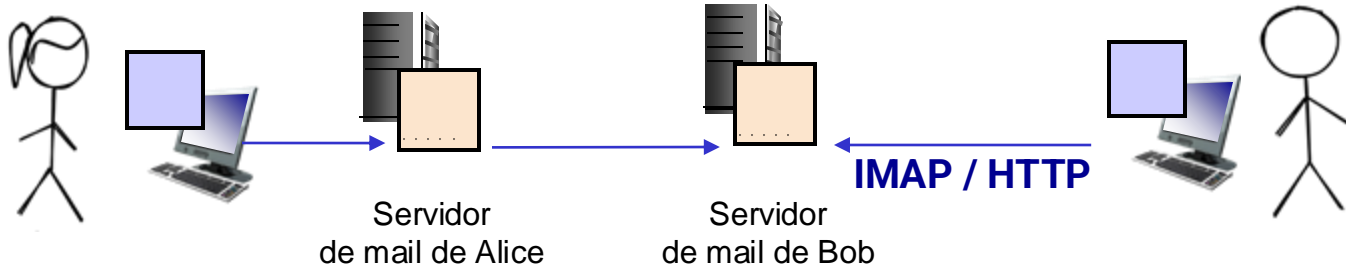 IMAP / HTTP
Servidor
de mail de Alice
Servidor
de mail de Bob